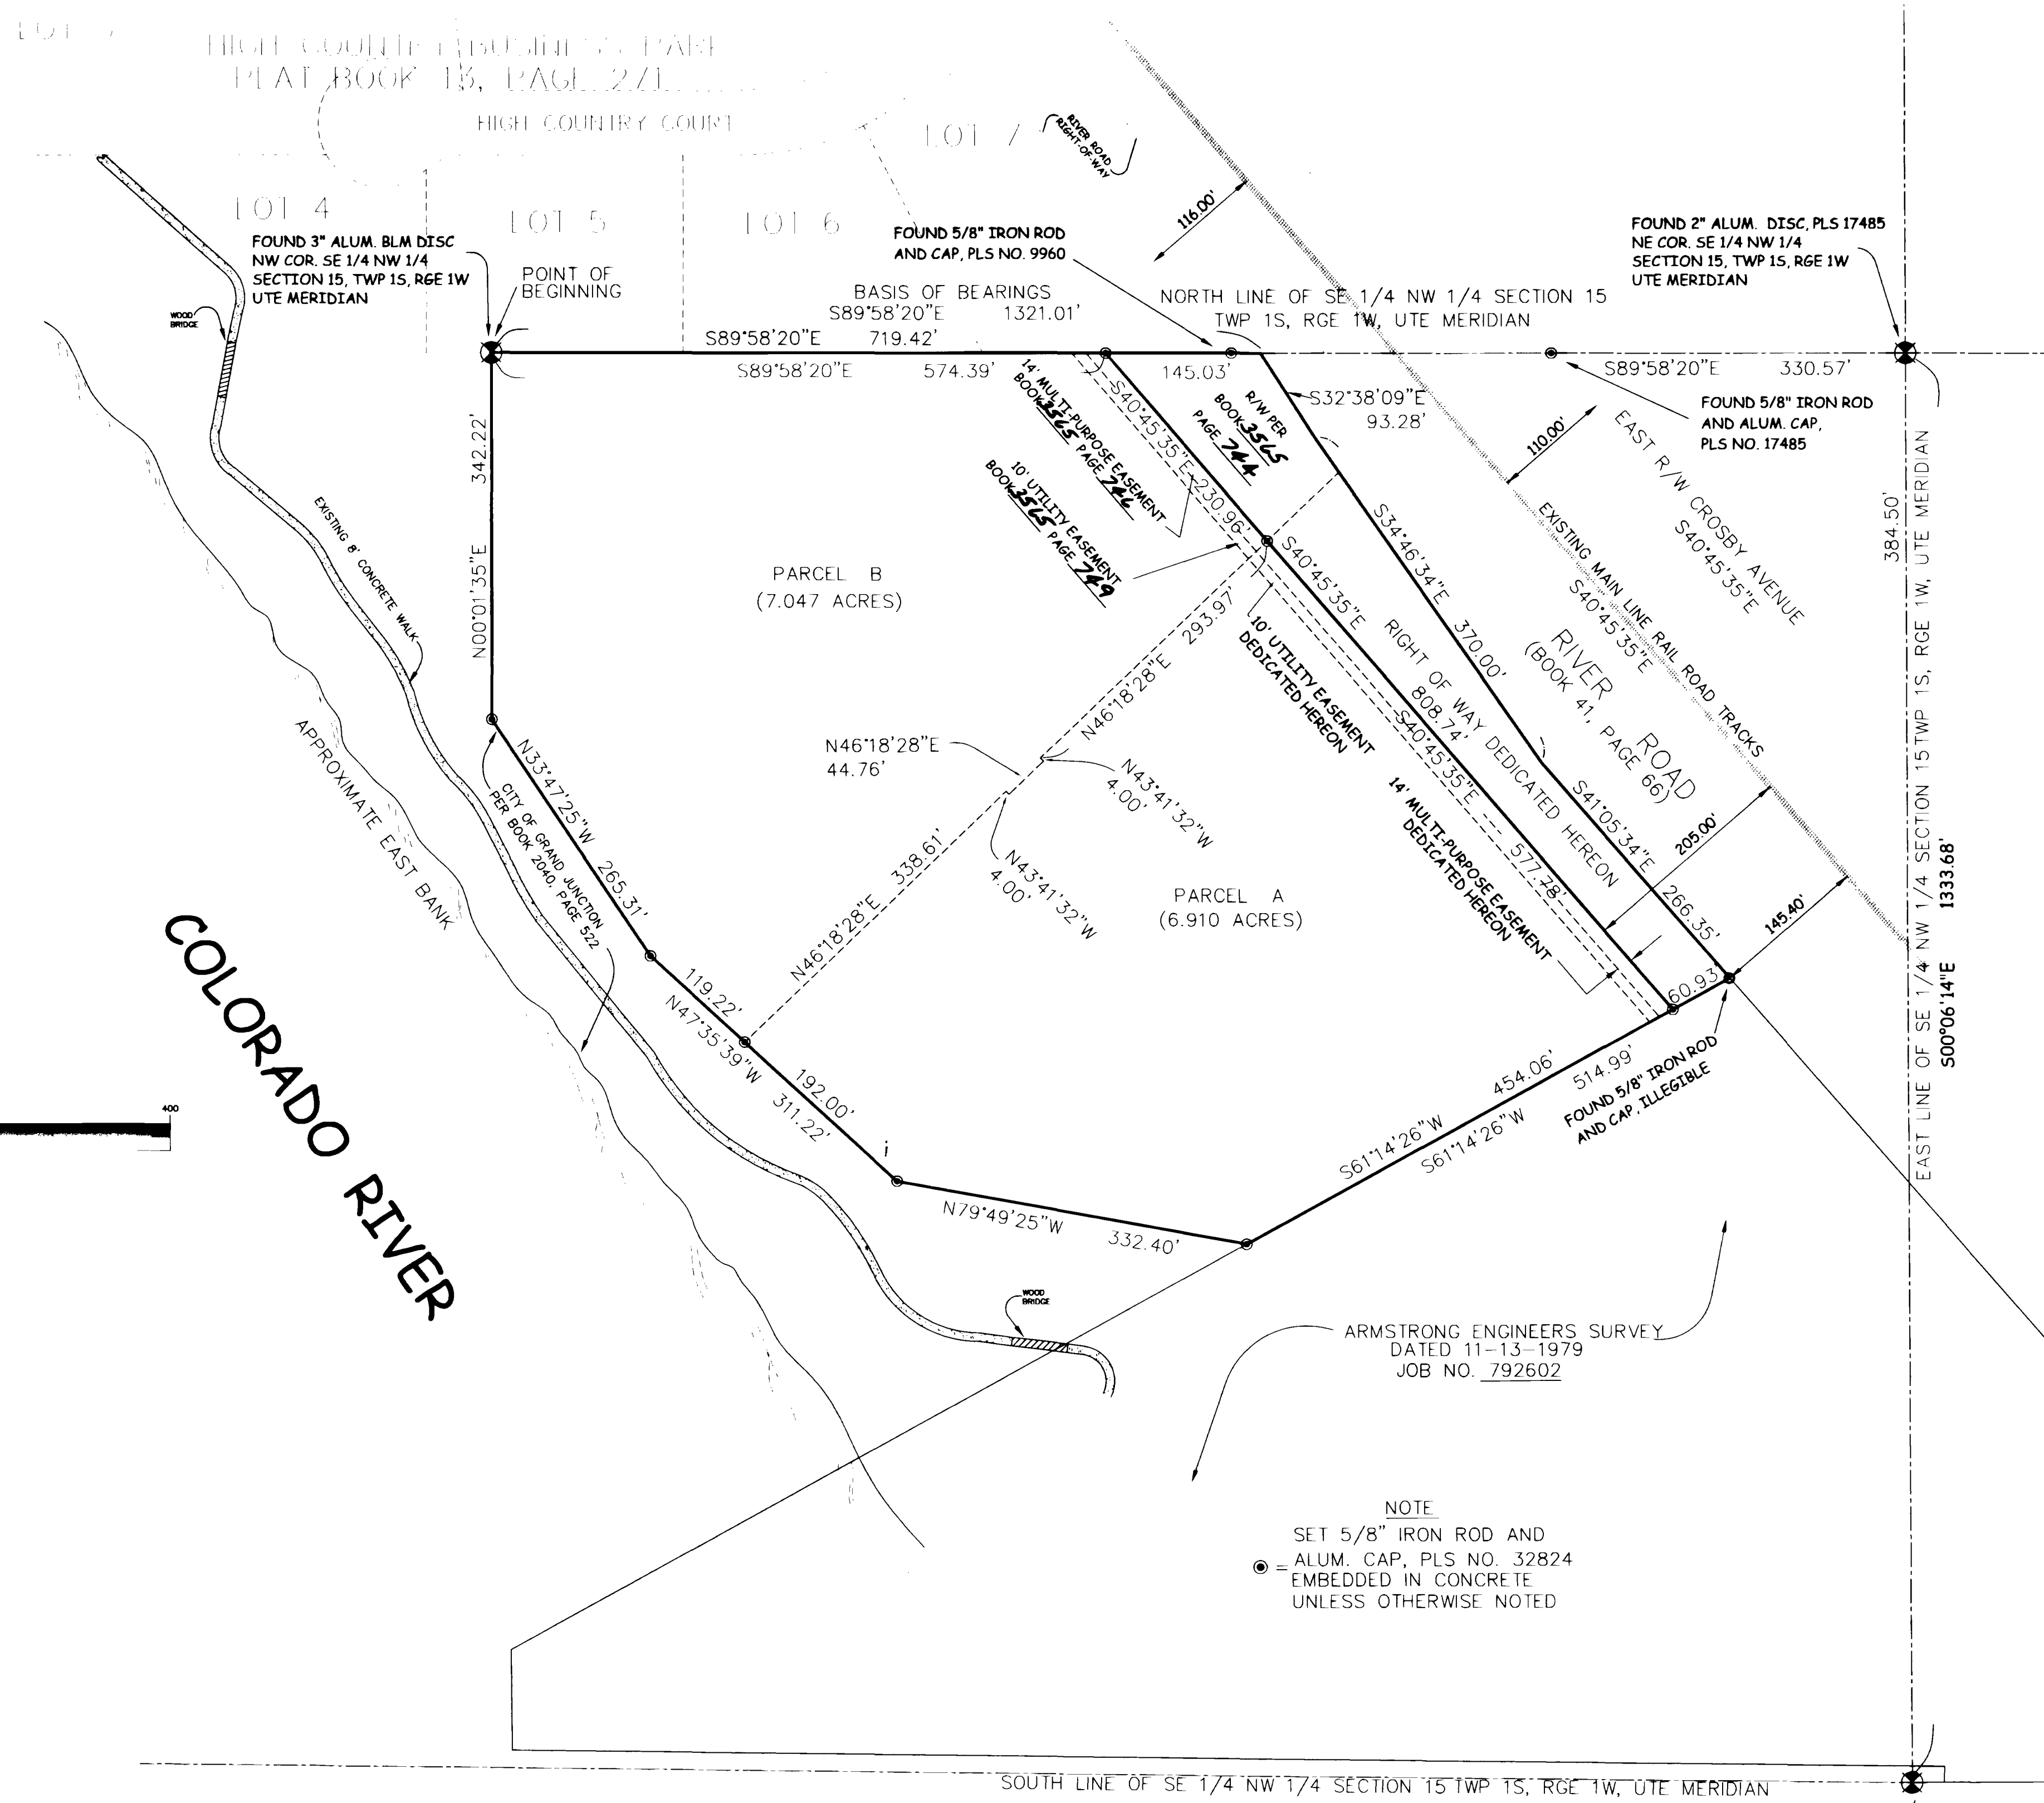 HIGH COUNTRY BUSINESS PARK
PLAT BOOK 18, PAGE 271
HIGH COUNTRY COURT
LOT 7
LOT 4
LOT 5
LOT 6
RIVER ROAD
RIGHT-OF-WAY
116.00'
FOUND 3" ALUM. BLM DISC
NW COR. SE 1/4 NW 1/4
SECTION 15, TWP 1S, RGE 1W
UTE MERIDIAN
POINT OF
BEGINNING
FOUND 5/8" IRON ROD
AND CAP, PLS NO. 9960
FOUND 2" ALUM. DISC, PLS 17485
NE COR. SE 1/4 NW 1/4
SECTION 15, TWP 1S, RGE 1W
UTE MERIDIAN
BASIS OF BEARINGS
S89°58'20"E 1321.01'
NORTH LINE OF SE 1/4 NW 1/4 SECTION 15
TWP 1S, RGE 1W, UTE MERIDIAN
S89°58'20"E 719.42'
S89°58'20"E 574.39'
145.03'
S89°58'20"E 330.57'
FOUND 5/8" IRON ROD
AND ALUM. CAP,
PLS NO. 17485
S32°38'09"E
93.28'
R/W PER
BOOK 3565
PAGE 744
14' MULTI-PURPOSE EASEMENT
BOOK 3565 PAGE 746
10' UTILITY EASEMENT
BOOK 3565 PAGE 749
S40°45'35"E 230.96'
110.00'
EAST R/W CROSBY AVENUE
S40°45'35"E
EXISTING MAIN LINE RAIL ROAD TRACKS
S40°45'35"E
RIVER ROAD
(BOOK 41, PAGE 66)
384.50'
EAST LINE OF SE 1/4 NW 1/4 SECTION 15 TWP 1S, RGE 1W, UTE MERIDIAN
S00°06'14"E 1333.68'
WOOD
BRIDGE
EXISTING 8' CONCRETE WALK
N00°01'35"E 342.22'
PARCEL B
(7.047 ACRES)
S34°46'34"E 370.00'
S40°45'35"E
808.74'
RIGHT OF WAY DEDICATED HEREON
10' UTILITY EASEMENT
DEDICATED HEREON
S40°45'35"E 577.78'
14' MULTI-PURPOSE EASEMENT
DEDICATED HEREON
S41°05'34"E 266.35'
205.00'
145.40'
N46°18'28"E 293.97'
N46°18'28"E
44.76'
N43°41'32"W
4.00'
N43°41'32"W
4.00'
N46°18'28"E 338.61'
PARCEL A
(6.910 ACRES)
APPROXIMATE EAST BANK
CITY OF GRAND JUNCTION
PER BOOK 2040, PAGE 522
N33°47'25"W 265.31'
119.22'
N47°35'39"W
192.00'
311.22'
60.93'
454.06'
514.99'
S61°14'26"W
S61°14'26"W
FOUND 5/8" IRON ROD
AND CAP, ILLEGIBLE
N79°49'25"W 332.40'
COLORADO RIVER
400
WOOD
BRIDGE
ARMSTRONG ENGINEERS SURVEY
DATED 11-13-1979
JOB NO. 792602
NOTE
SET 5/8" IRON ROD AND
= ALUM. CAP, PLS NO. 32824
EMBEDDED IN CONCRETE
UNLESS OTHERWISE NOTED
SOUTH LINE OF SE 1/4 NW 1/4 SECTION 15 TWP 1S, RGE 1W, UTE MERIDIAN